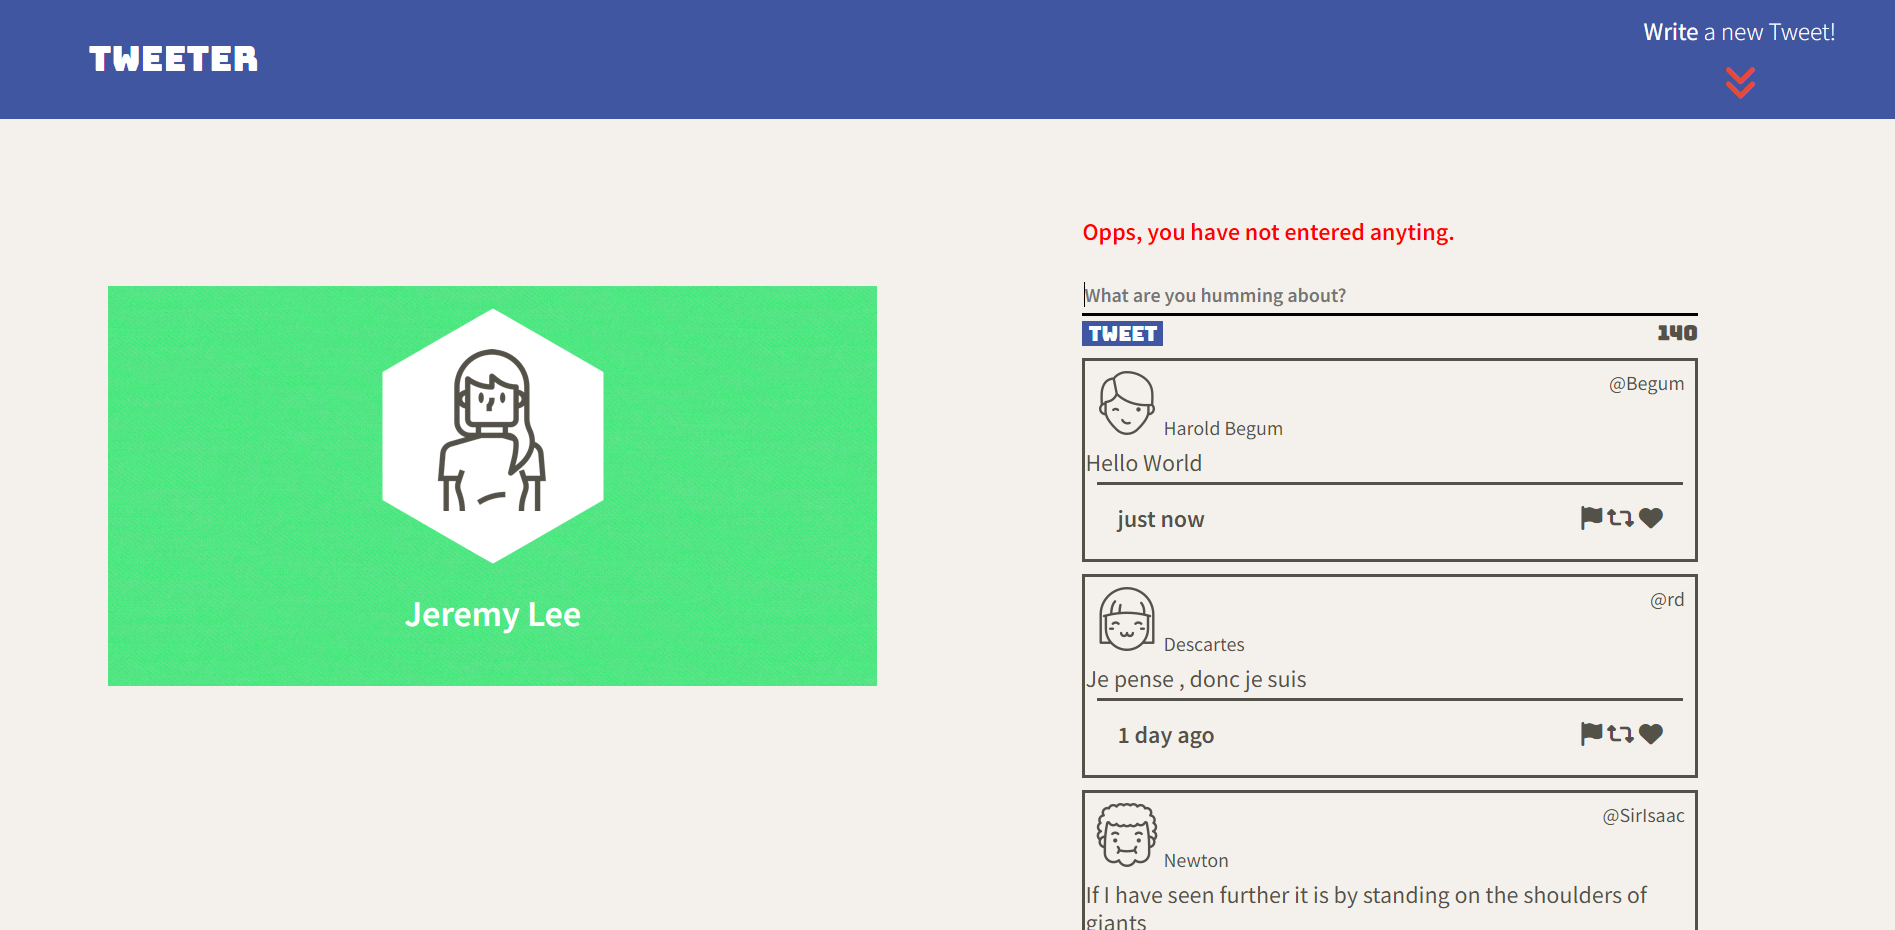 TWEETER
Write a new Tweet!
Jeremy Lee
Opps, you have not entered anyting.
What are you humming about?
TWEET
140
@Begum
Harold Begum
Hello World
just now
@rd
Descartes
Je pense , donc je suis
1 day ago
@SirIsaac
Newton
If I have seen further it is by standing on the shoulders of
giants